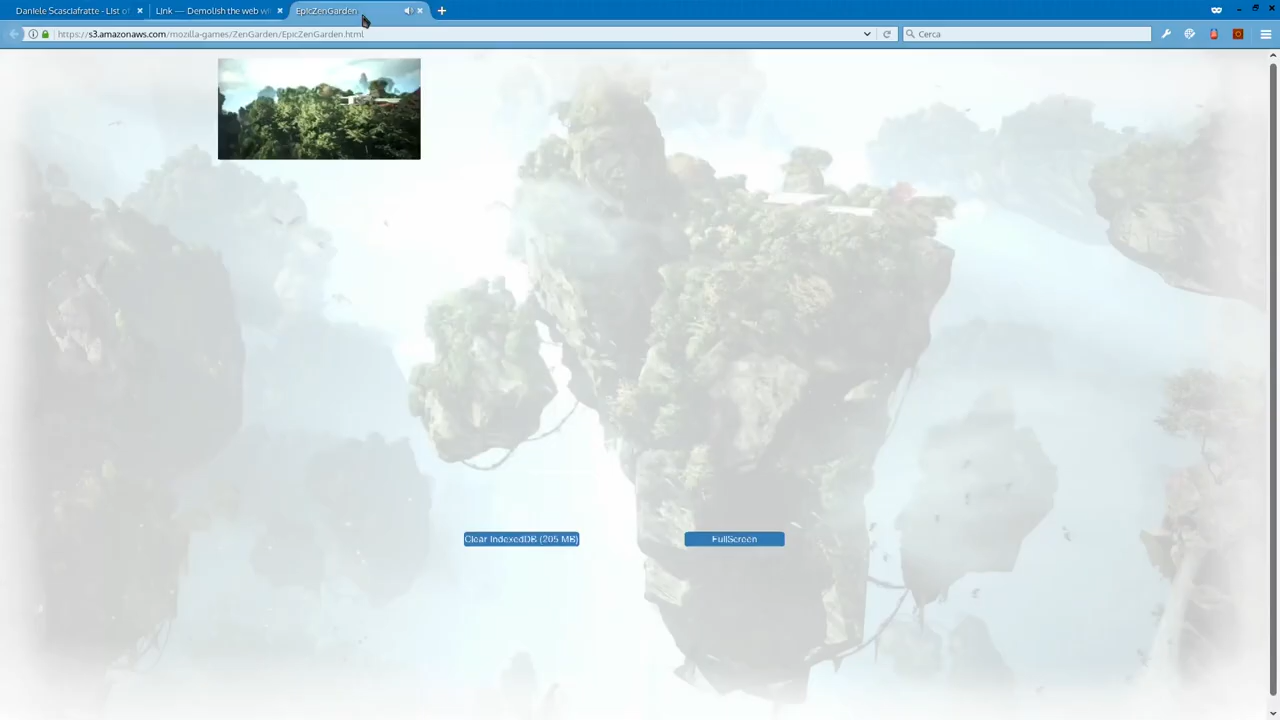 Daniele Scasciafratte - List o
Link — Demolish the web wi
EpicZenGarden
https://s3.amazonaws.com/mozilla-games/ZenGarden/EpicZenGarden.html
Cerca
Clear IndexedDB (205 MB)
FullScreen